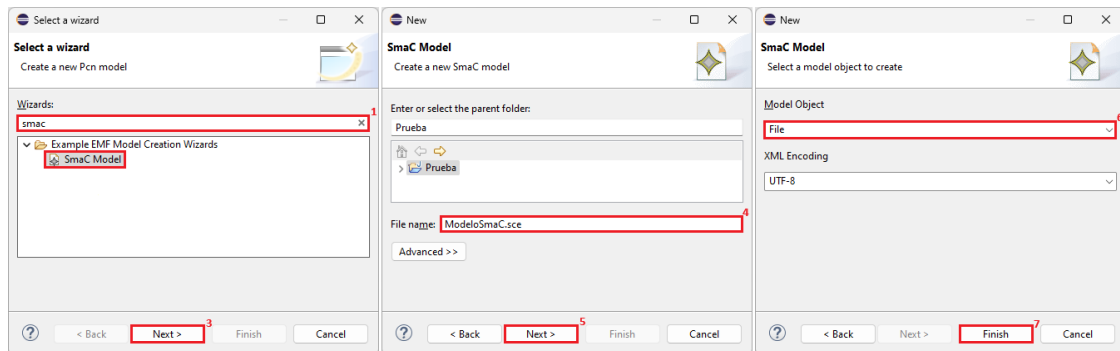 Select a wizard
Select a wizard
Create a new Pcn model
Wizards:
smac
1
Example EMF Model Creation Wizards
SmaC Model
3
< Back
Next >
Finish
Cancel
New
SmaC Model
Create a new SmaC model
Enter or select the parent folder:
Prueba
Prueba
4
File name: ModeloSmaC.sce
Advanced >>
5
< Back
Next >
Finish
Cancel
New
SmaC Model
Select a model object to create
Model Object
6
File
XML Encoding
UTF-8
7
< Back
Next >
Finish
Cancel